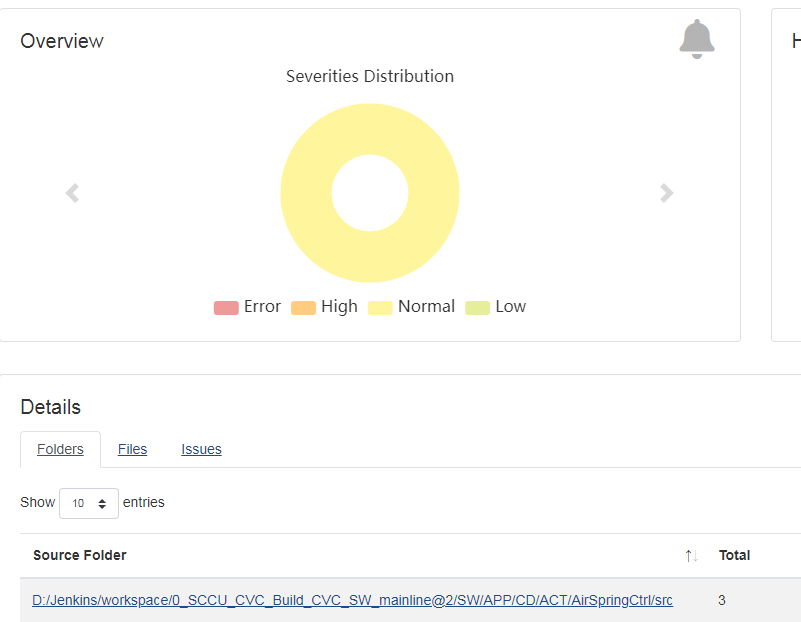 Overview
H
Severities Distribution
Error High Normal Low
Details
Folders Files Issues
Show 10 entries
Source Folder Total
D:/Jenkins/workspace/0_SCCU_CVC_Build_CVC_SW_mainline@2/SW/APP/CD/ACT/AirSpringCtrl/src 3